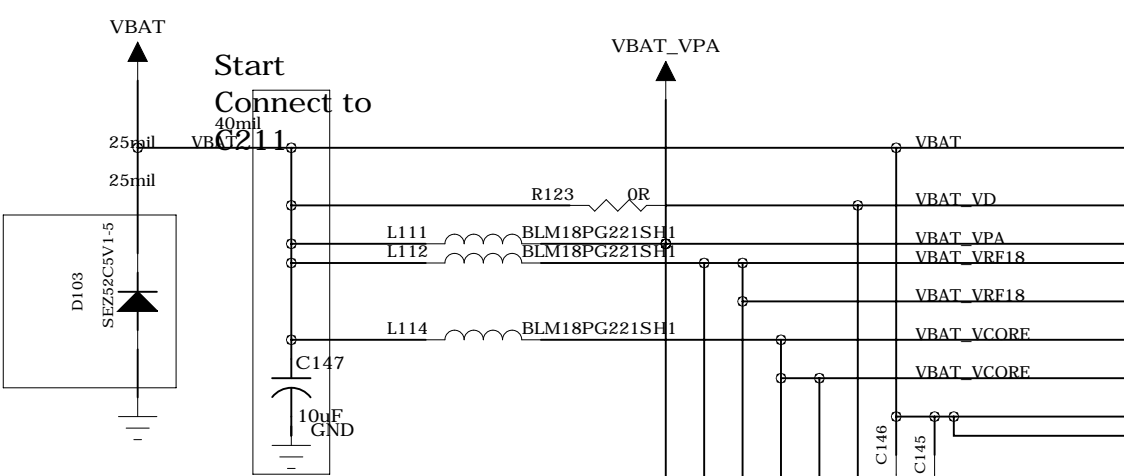 VBAT
VBAT_VPA
Start
Connect to
C211
40mil
25mil
VBAT
VBAT
25mil
R123
0R
VBAT_VD
L111
BLM18PG221SH1
VBAT_VPA
L112
BLM18PG221SH1
VBAT_VRF18
D103
SEZ52C5V1-5
VBAT_VRF18
L114
BLM18PG221SH1
VBAT_VCORE
C147
VBAT_VCORE
10uF
GND
C146
C145